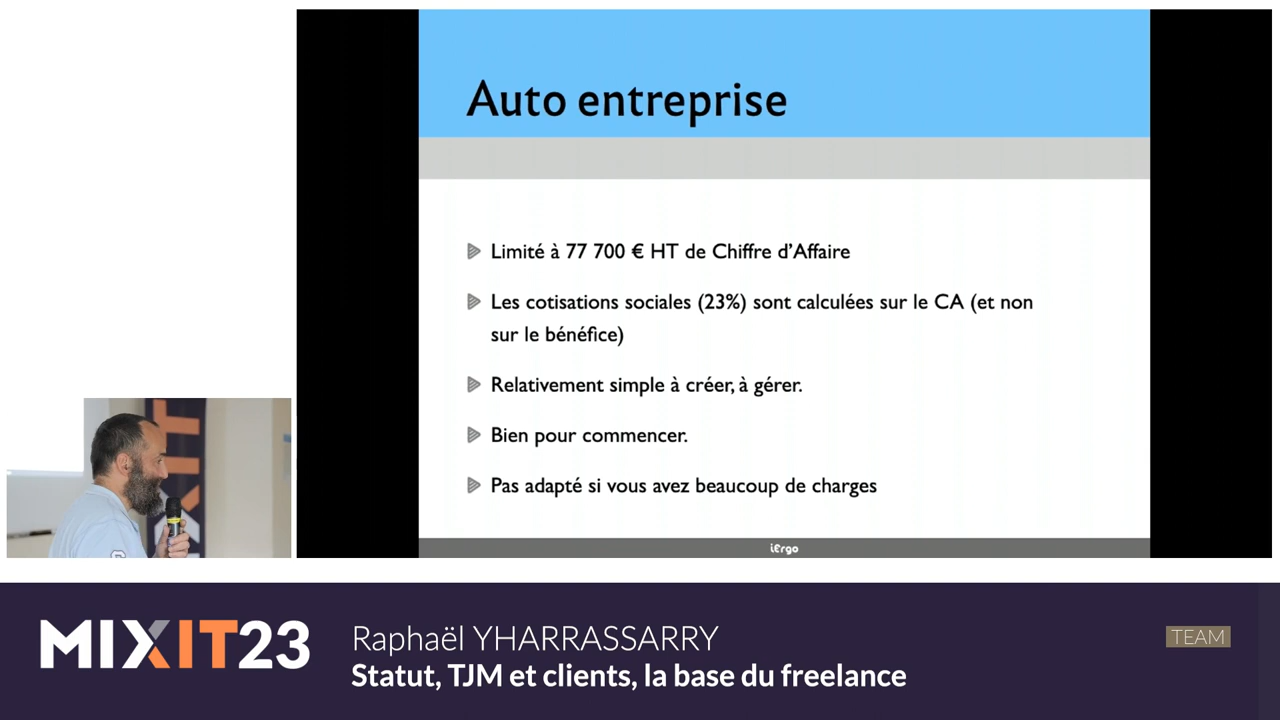 Auto entreprise
Limité à 77 700 € HT de Chiffre d'Affaire
Les cotisations sociales (23%) sont calculées sur le CA (et non
sur le bénéfice)
Relativement simple à créer, à gérer.
Bien pour commencer.
Pas adapté si vous avez beaucoup de charges
iErgo
MIXIT23
Raphaël YHARRASSARRY
Statut, TJM et clients, la base du freelance
TEAM